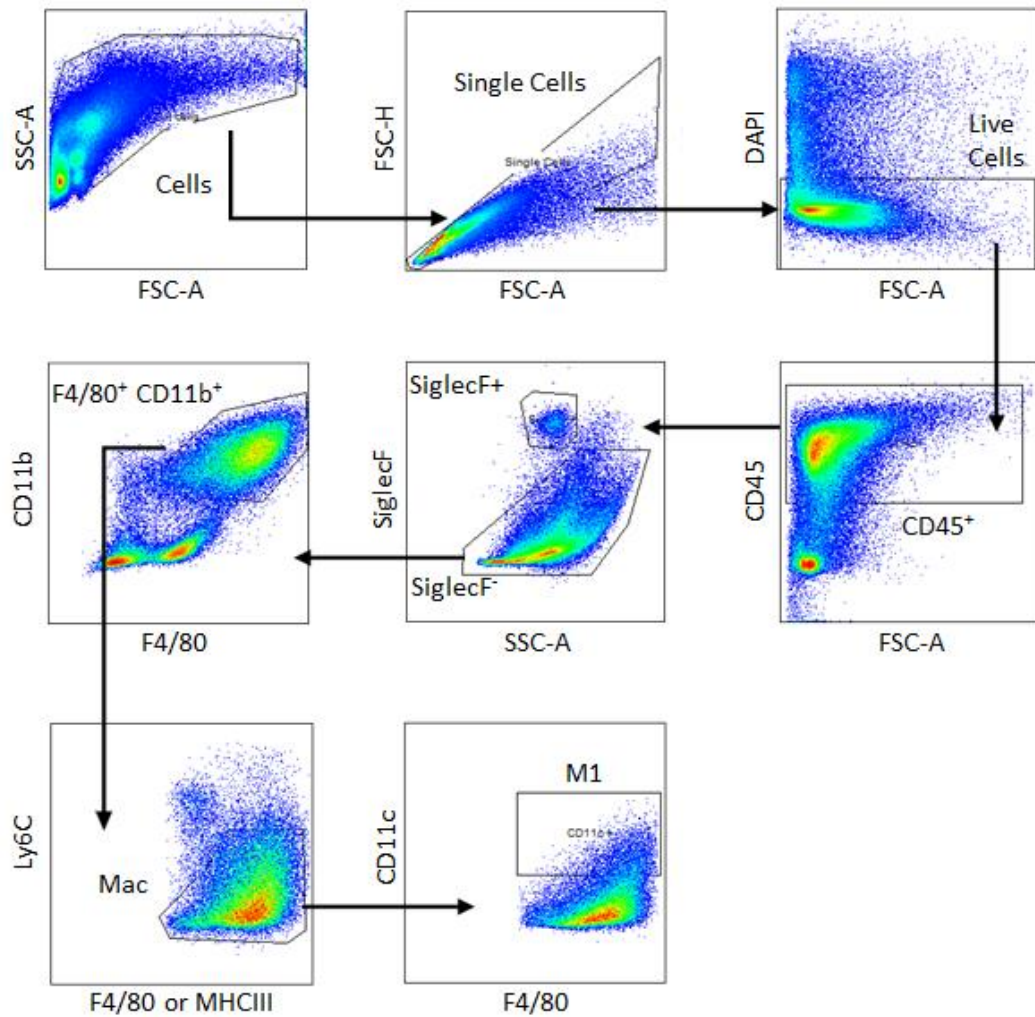 SSC-A
Cells
FSC-A
FSC-H
Single Cells
Single Cells
FSC-A
DAPI
Live
Cells
FSC-A
CD11b
F4/80⁺ CD11b⁺
F4/80
SiglecF
SiglecF+
SiglecF⁻
SSC-A
CD45
CD45⁺
FSC-A
Ly6C
Mac
F4/80 or MHCIII
CD11c
M1
CD11c+
F4/80